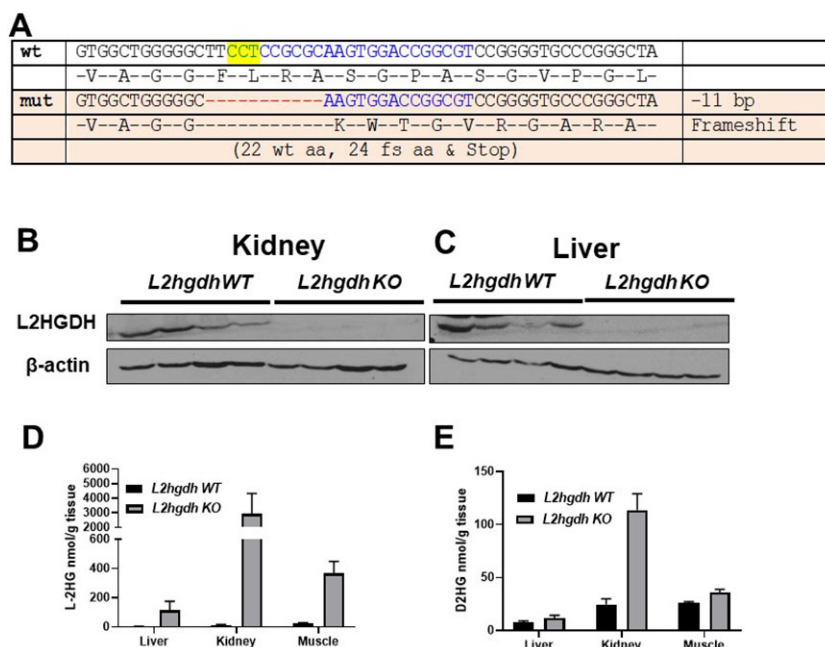 A
wt GTGGCTGGGGGCTTCCTCCGCGCAAGTGGACCGGCGTCCGGGGTGCCCGGGCTA
-V--A--G--G--F--L--R--A--S--G--P--A--S--G--V--P--G--L-
mut GTGGCTGGGGGC-----------AAGTGGACCGGCGTCCGGGGTGCCCGGGCTA -11 bp
-V--A--G--G-------------K--W--T--G--V--R--G--A--R--A-- Frameshift
(22 wt aa, 24 fs aa & Stop)
B
Kidney
L2hgdh WT L2hgdh KO
L2HGDH
β-actin
C
Liver
L2hgdh WT L2hgdh KO
D
L-2HG nmol/g tissue
6000
5000
4000
3000
2000
600
400
200
0
L2hgdh WT
L2hgdh KO
Liver Kidney Muscle
E
D2HG nmol/g tissue
150
100
50
0
L2hgdh WT
L2hgdh KO
Liver Kidney Muscle